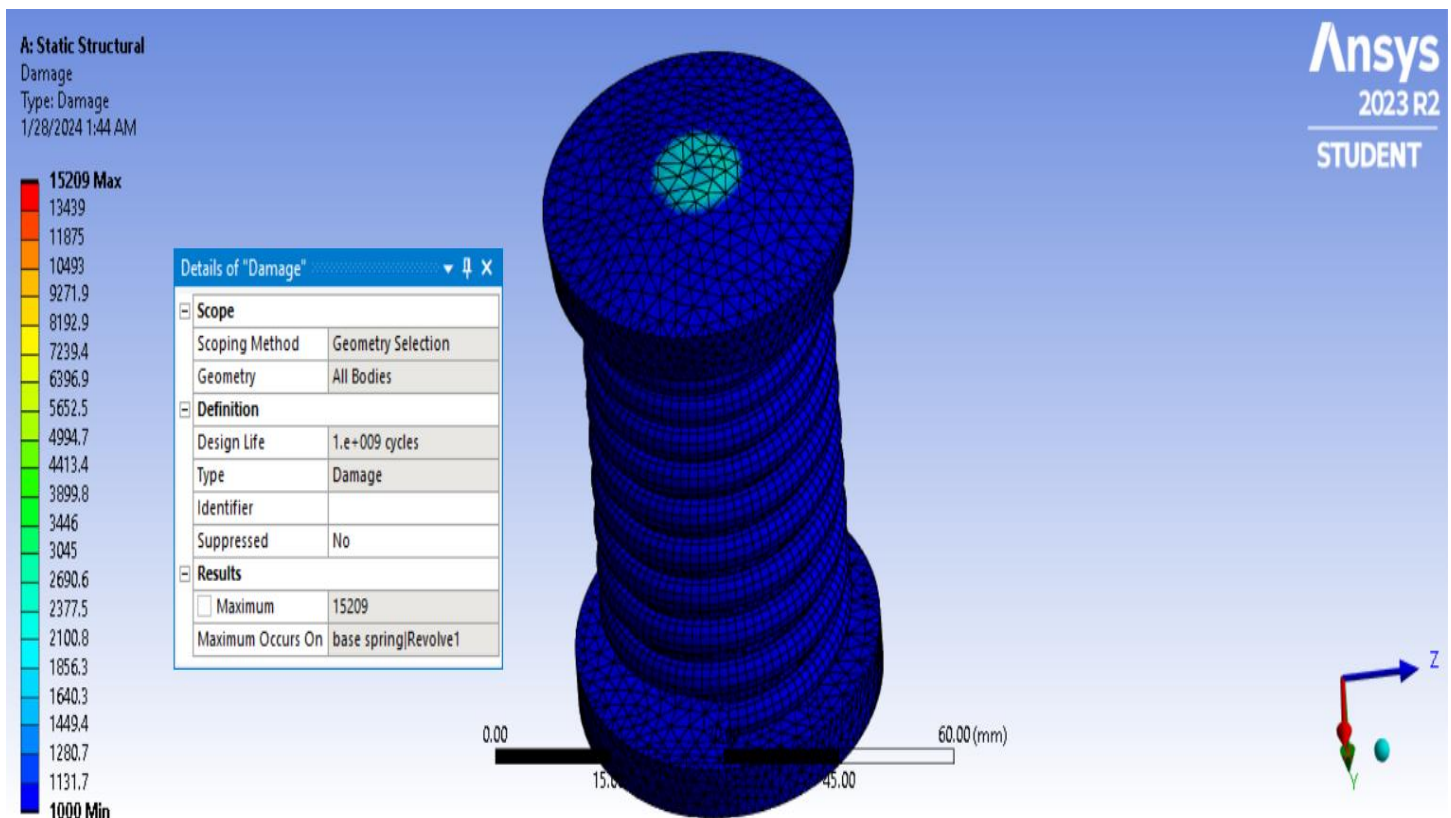 A: Static Structural
Damage
Type: Damage
1/28/2024 1:44 AM
15209 Max
13439
11875
10493
9271.9
8192.9
7239.4
6396.9
5652.5
4994.7
4413.4
3899.8
3446
3045
2690.6
2377.5
2100.8
1856.3
1640.3
1449.4
1280.7
1131.7
1000 Min
Details of "Damage"
Scope
Scoping Method Geometry Selection
Geometry All Bodies
Definition
Design Life 1.e+009 cycles
Type Damage
Identifier
Suppressed No
Results
Maximum 15209
Maximum Occurs On base spring|Revolve1
Ansys
2023 R2
STUDENT
0.00 60.00 (mm)
45.00
Z
Y